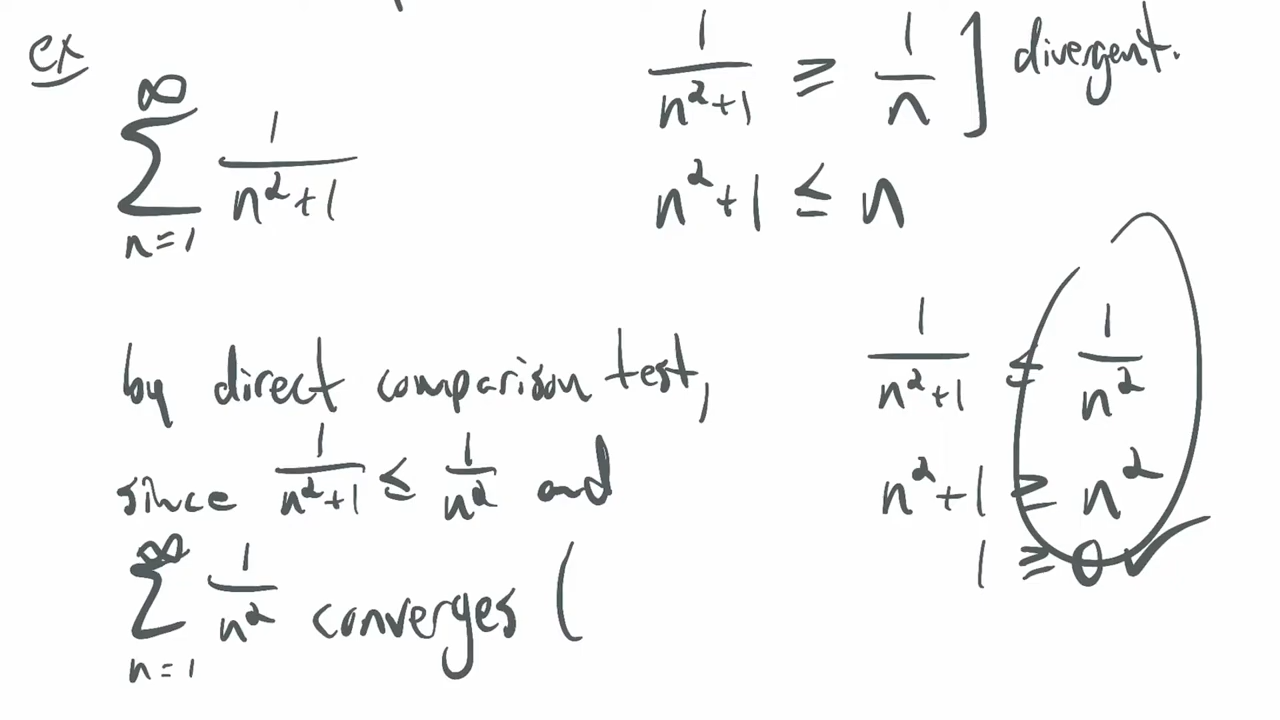 ex
∞
∑ 1/(n²+1)
n=1
1/(n²+1) ≥ 1/n ] divergent.
n²+1 ≤ n
1/(n²+1) ≤ 1/n²
n²+1 ≥ n²
1 ≥ 0 ✓
by direct comparison test,
since 1/(n²+1) ≤ 1/n² and
∞
∑ 1/n² converges (
n=1